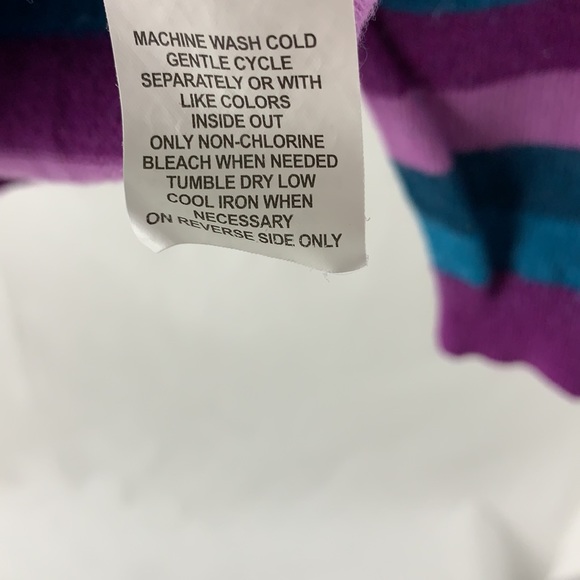 MACHINE WASH COLD
GENTLE CYCLE
SEPARATELY OR WITH
LIKE COLORS
INSIDE OUT
ONLY NON-CHLORINE
BLEACH WHEN NEEDED
TUMBLE DRY LOW
COOL IRON WHEN
NECESSARY
ON REVERSE SIDE ONLY